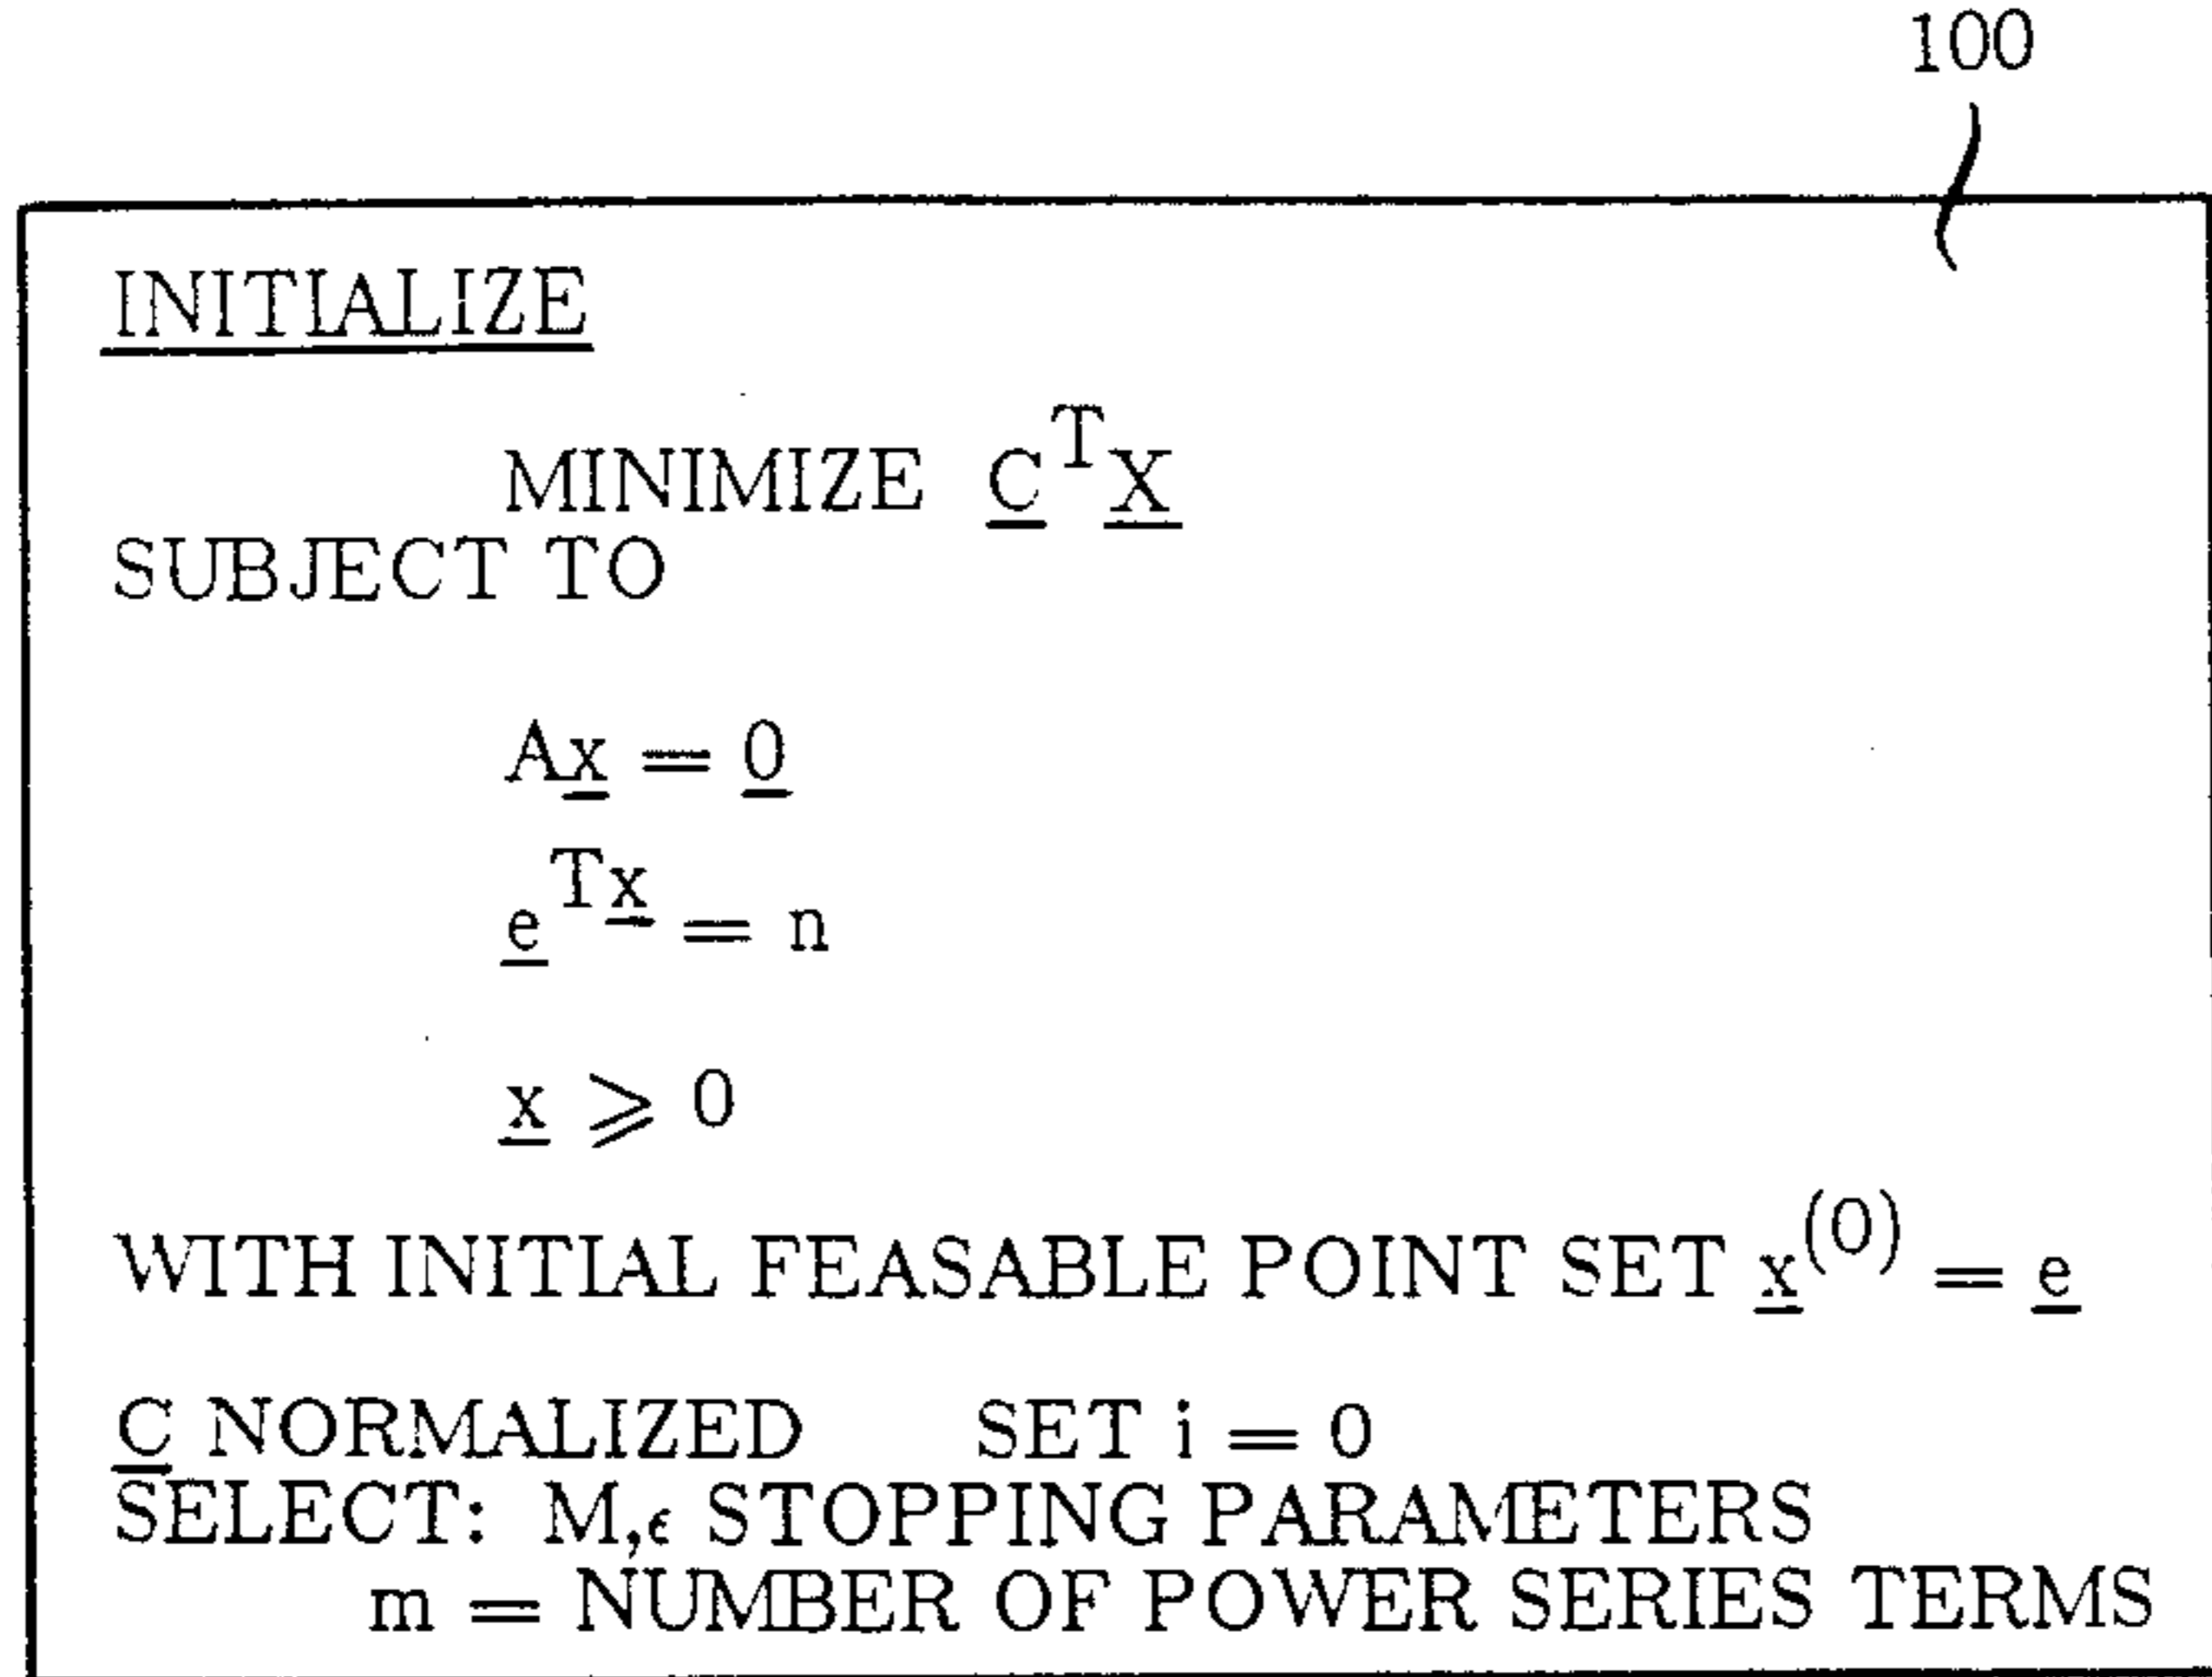 100
INITIALIZE
MINIMIZE C^T X
SUBJECT TO
Ax = 0
e^T x = n
x ⩾ 0
WITH INITIAL FEASABLE POINT SET x^(0) = e
C NORMALIZED SET i = 0
SELECT: M,ϵ STOPPING PARAMETERS
m = NUMBER OF POWER SERIES TERMS